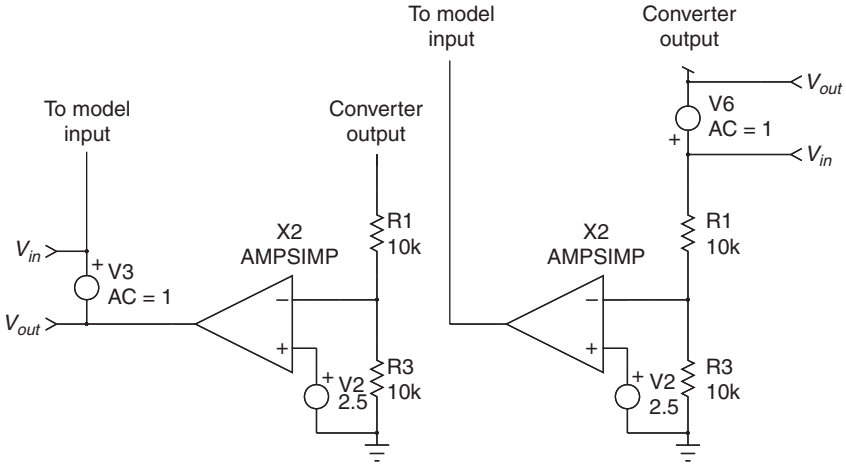 To model
input
Converter
output
V6
AC = 1
Vout
Vin
R1
10k
X2
AMPSIMP
R3
10k
V2
2.5
−
+
+
+
To model
input
Converter
output
Vin
+
V3
AC = 1
Vout
X2
AMPSIMP
R1
10k
−
+
+
V2
2.5
R3
10k